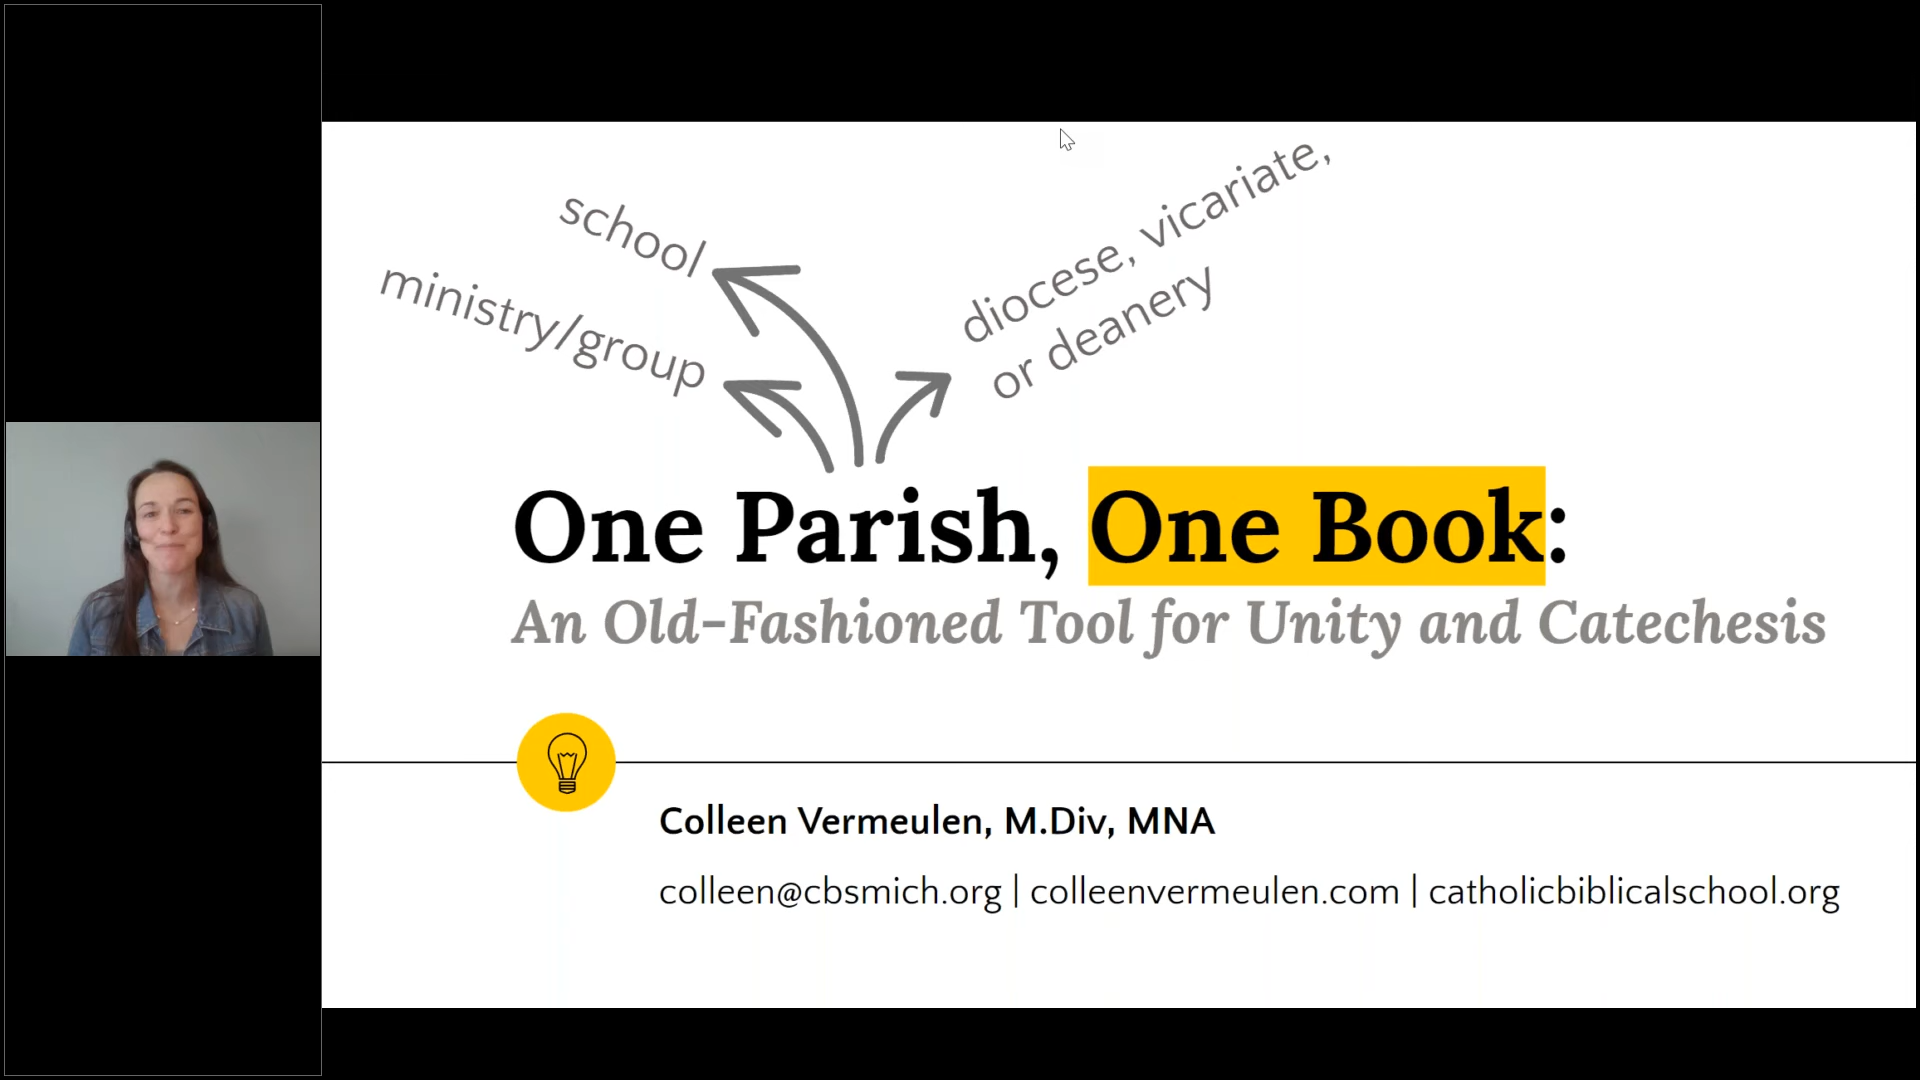 school
ministry/group
diocese, vicariate,
or deanery
One Parish, One Book:
An Old-Fashioned Tool for Unity and Catechesis
Colleen Vermeulen, M.Div, MNA
colleen@cbsmich.org | colleenvermeulen.com | catholicbiblicalschool.org